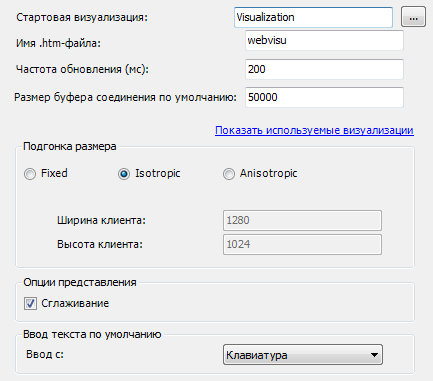 Стартовая визуализация: Visualization ...
Имя .htm-файла: webvisu
Частота обновления (мс): 200
Размер буфера соединения по умолчанию: 50000
Показать используемые визуализации
Подгонка размера
Fixed Isotropic Anisotropic
Ширина клиента: 1280
Высота клиента: 1024
Опции представления
Сглаживание
Ввод текста по умолчанию
Ввод с: Клавиатура